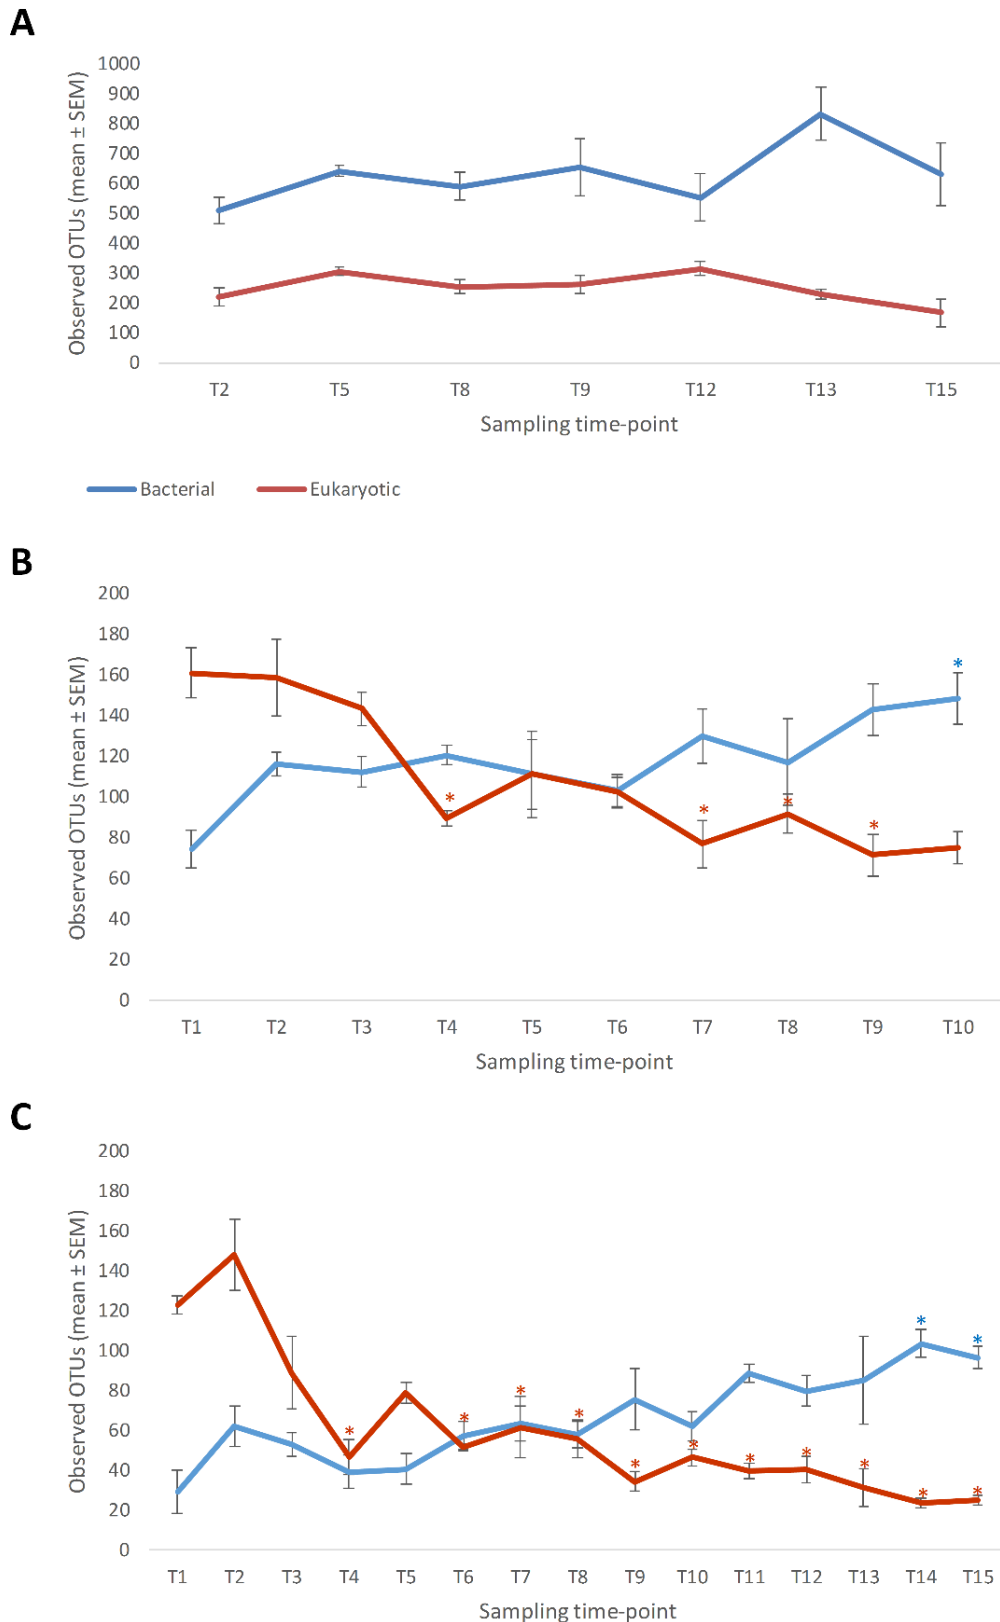 A
Observed OTUs (mean ± SEM)
1000
900
800
700
600
500
400
300
200
100
0
T2 T5 T8 T9 T12 T13 T15
Sampling time-point
Bacterial Eukaryotic
B
Observed OTUs (mean ± SEM)
200
180
160
140
120
100
80
60
40
20
0
* * * * *
T1 T2 T3 T4 T5 T6 T7 T8 T9 T10
Sampling time-point
C
Observed OTUs (mean ± SEM)
200
180
160
140
120
100
80
60
40
20
0
* * * * * * * * * * * * *
T1 T2 T3 T4 T5 T6 T7 T8 T9 T10 T11 T12 T13 T14 T15
Sampling time-point